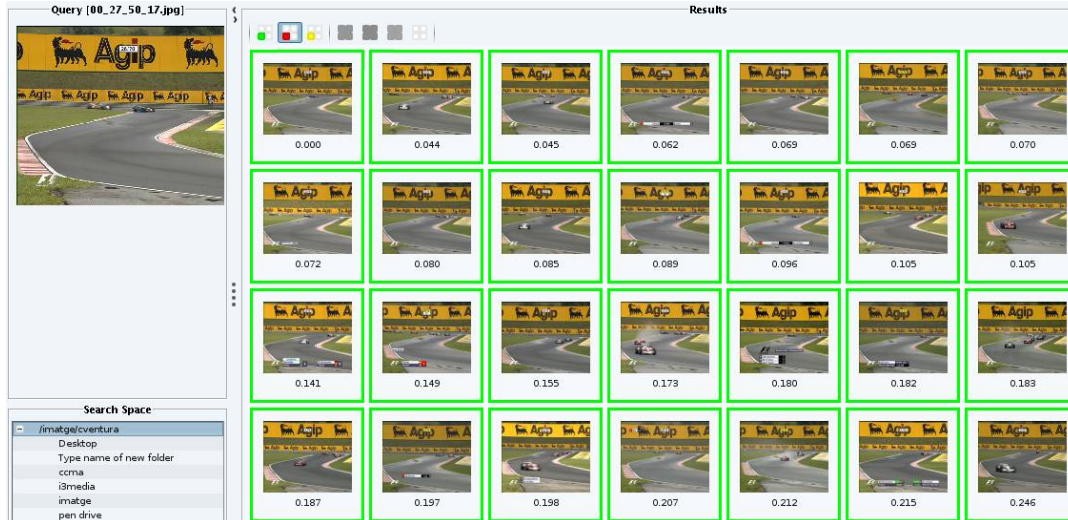 Query [00_27_50_17.jpg]
Agip
Agip Agip Agip Agip
Results
0.000 0.044 0.045 0.062 0.069 0.069 0.070
0.072 0.080 0.085 0.089 0.096 0.105 0.105
0.141 0.149 0.155 0.173 0.180 0.182 0.183
0.187 0.197 0.198 0.207 0.212 0.215 0.246
Search Space
/imatge/cventura
Desktop
Type name of new folder
ccma
i3media
imatge
pen drive